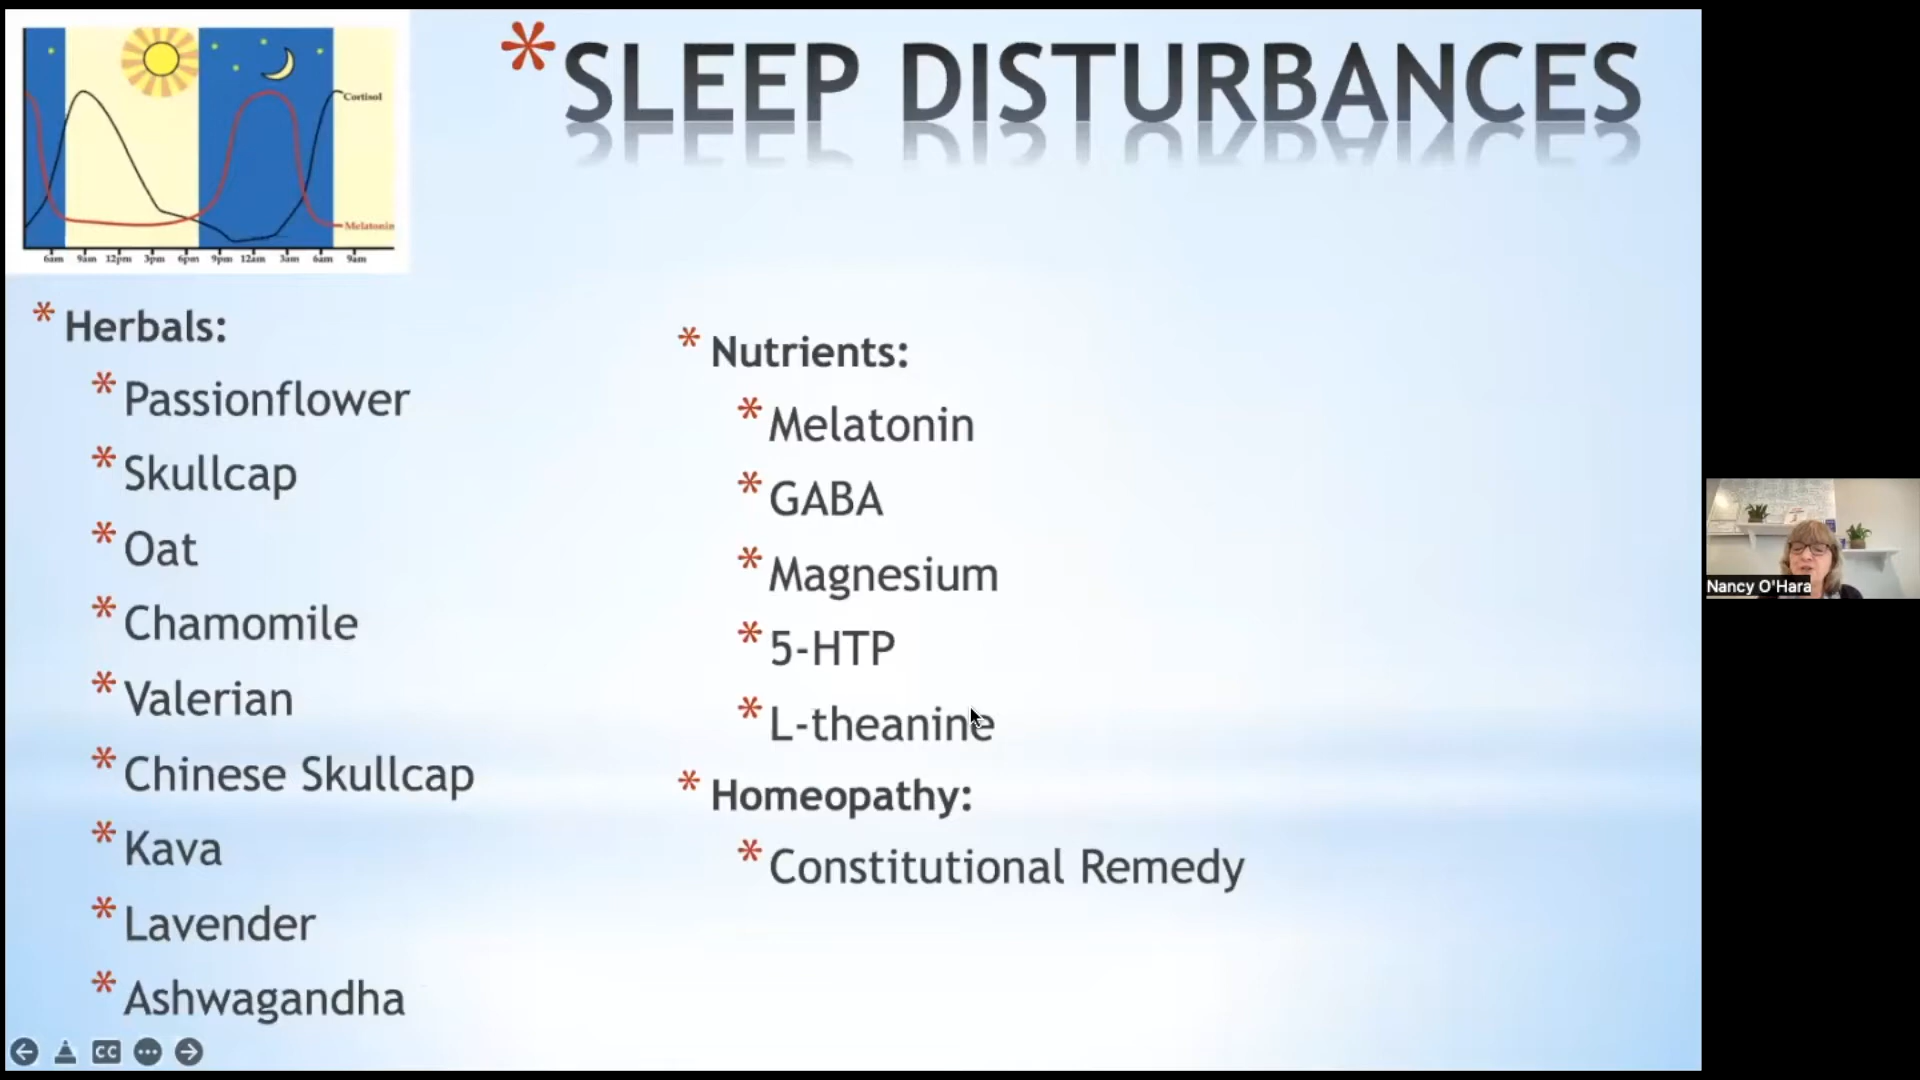 * SLEEP DISTURBANCES
Cortisol
Melatonin
6am 9am 12pm 3pm 6pm 9pm 12am 3am 6am 9am
* Herbals:
* Passionflower
* Skullcap
* Oat
* Chamomile
* Valerian
* Chinese Skullcap
* Kava
* Lavender
* Ashwagandha
* Nutrients:
* Melatonin
* GABA
* Magnesium
* 5-HTP
* L-theanine
* Homeopathy:
* Constitutional Remedy
Nancy O'Hara
CC